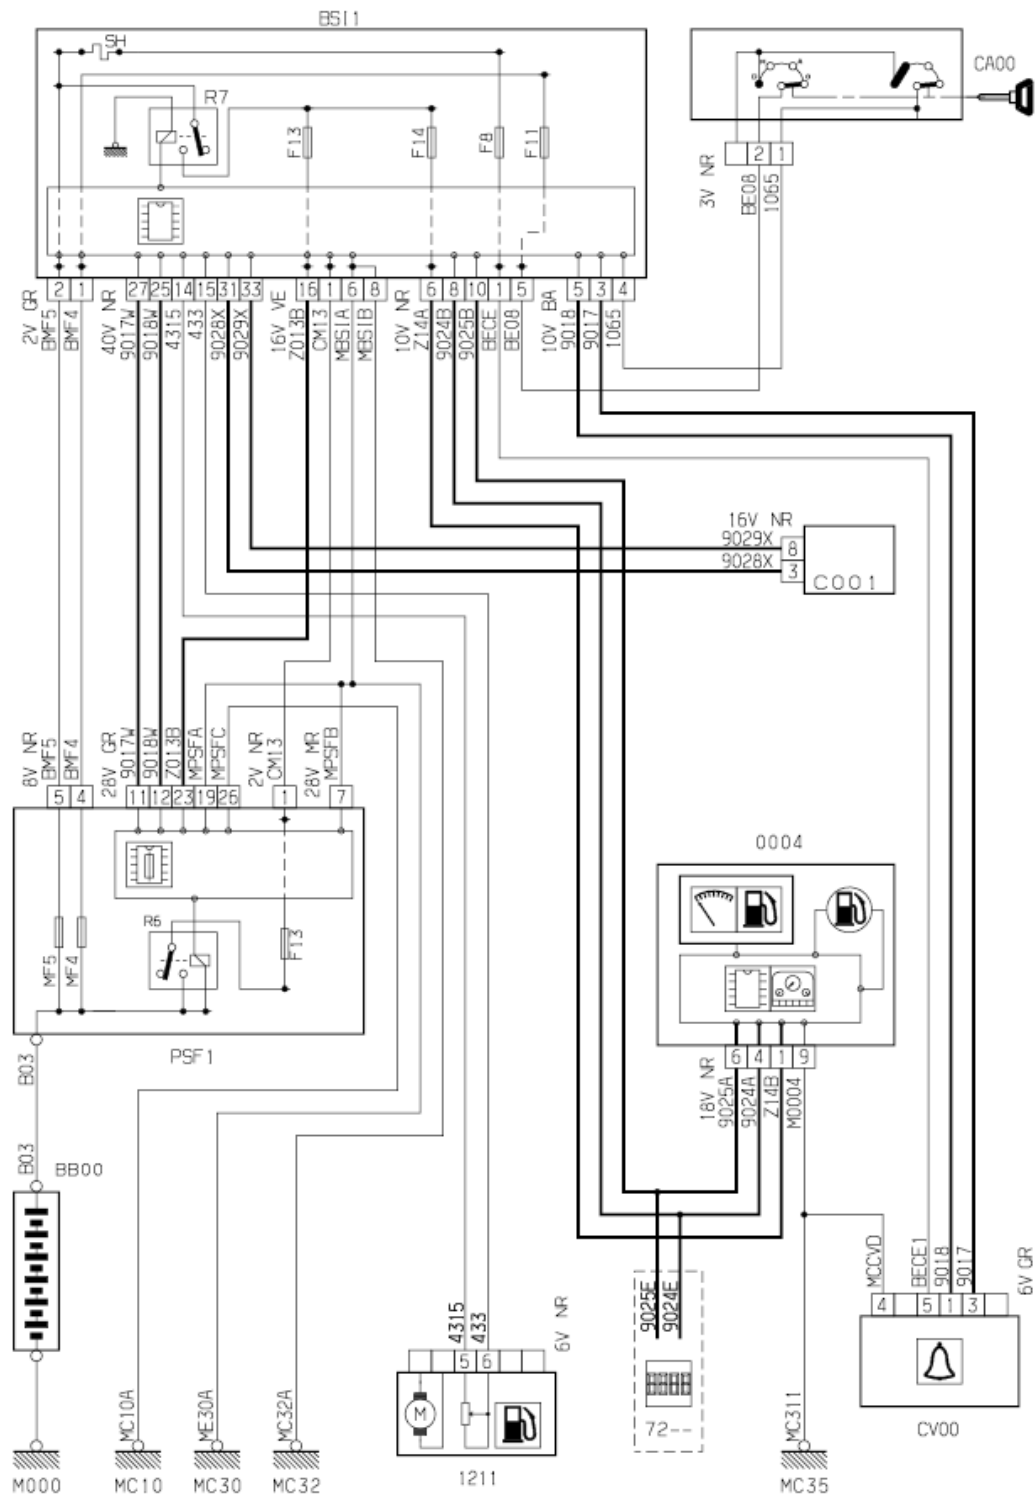 BSI1
SH
R7
F13
F14
F8
F11
CA00
3V NR
2
1
BE08
1065
2 1 27 25 14 15 31 33 16 1 6 8 6 8 10 1 5 5 3 4
2V GR
BMF5
BMF4
40V NR
9017W
9018W
4315
433
9028X
9029X
16V VE
Z013B
CM13
MBSIA
MBSIB
10V NR
Z14A
9024B
9025B
BECE
BE08
10V BA
9018
9017
1065
16V NR
9029X
8
9028X
3
C001
8V NR
BMF5
BMF4
28V GR
9017W
9018W
Z013B
MPSFA
MPSFC
2V NR
CM13
28V MR
MPSFB
5 4 11 12 23 19 26 1 7
R6
MF5
MF4
F13
PSF1
0004
6 4 1 9
18V NR
9025A
9024A
Z14B
M0004
B03
B03
BB00
MCCVD
BECE1
9018
9017
6V GR
4 5 1 3
CV00
9025E
9024E
72--
4315
433
6V NR
5 6
M
1211
MC10A
ME30A
MC32A
MC311
M000
MC10
MC30
MC32
MC35